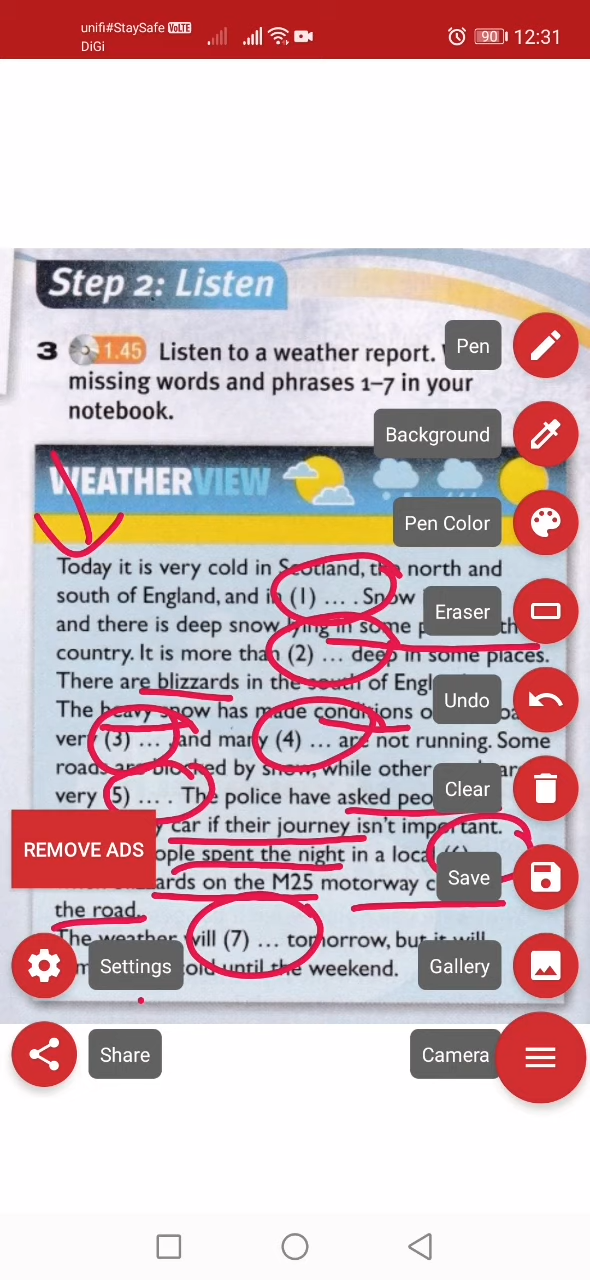 unifi#StaySafe VoLTE
DiGi
90 12:31
Step 2: Listen
3 1.45 Listen to a weather report.
missing words and phrases 1–7 in your
notebook.
WEATHERVIEW
Today it is very cold in Scotland, the north and
south of England, and in (1) ... . Snow
and there is deep snow lying in some
country. It is more than (2) ... deep in some places.
There are blizzards in the south of
The heavy snow has made conditions
very (3) ... , and many (4) ... are not running. Some
roads are blocked by snow, while other
very (5) ... . The police have asked
car if their journey isn't important.
spent the night in a
on the M25 motorway
the road.
The weather will (7) ... tomorrow, but it will
until the weekend.
Pen
Background
Pen Color
Eraser
Undo
Clear
REMOVE ADS
Save
Settings
Gallery
Share
Camera